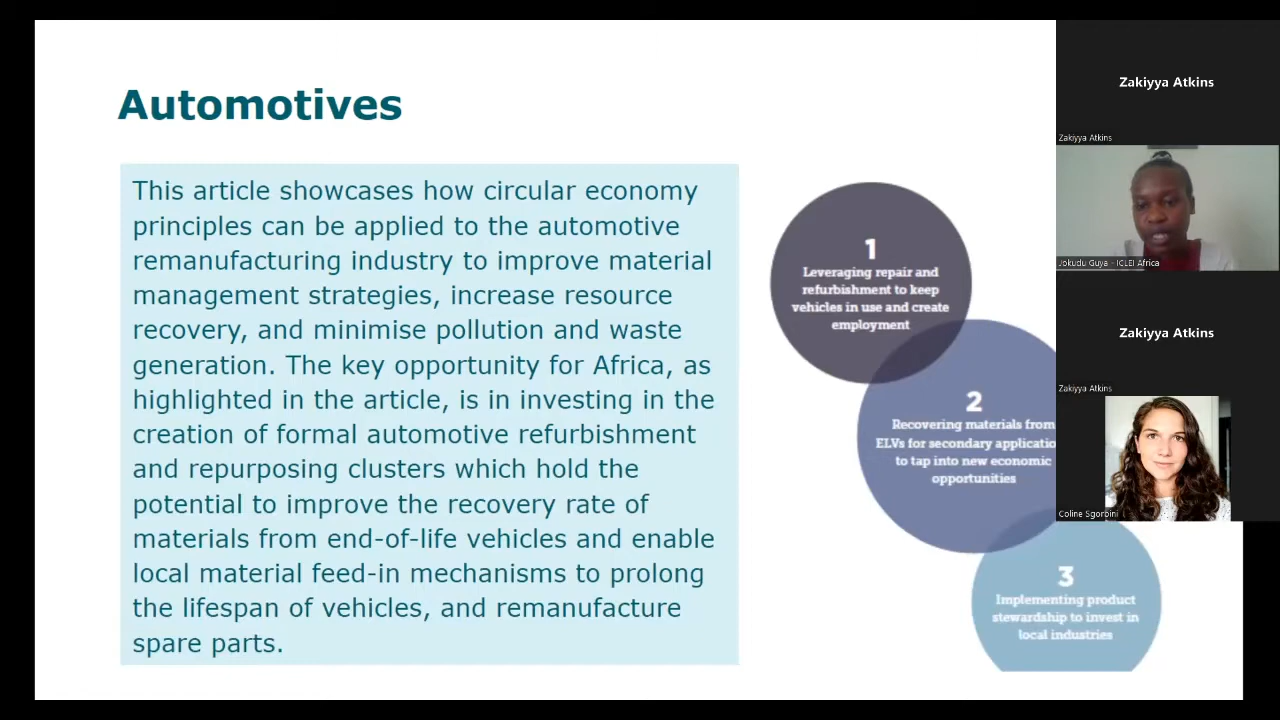 Automotives
This article showcases how circular economy
principles can be applied to the automotive
remanufacturing industry to improve material
management strategies, increase resource
recovery, and minimise pollution and waste
generation. The key opportunity for Africa, as
highlighted in the article, is in investing in the
creation of formal automotive refurbishment
and repurposing clusters which hold the
potential to improve the recovery rate of
materials from end-of-life vehicles and enable
local material feed-in mechanisms to prolong
the lifespan of vehicles, and remanufacture
spare parts.
1
Leveraging repair and
refurbishment to keep
vehicles in use and create
employment
2
Recovering materials from
ELVs for secondary applicatio
to tap into new economic
opportunities
3
Implementing product
stewardship to invest in
local industries
Zakiyya Atkins
Zakiyya Atkins
Jokudu Guya - ICLEI Africa
Zakiyya Atkins
Zakiyya Atkins
Coline Sgorbini